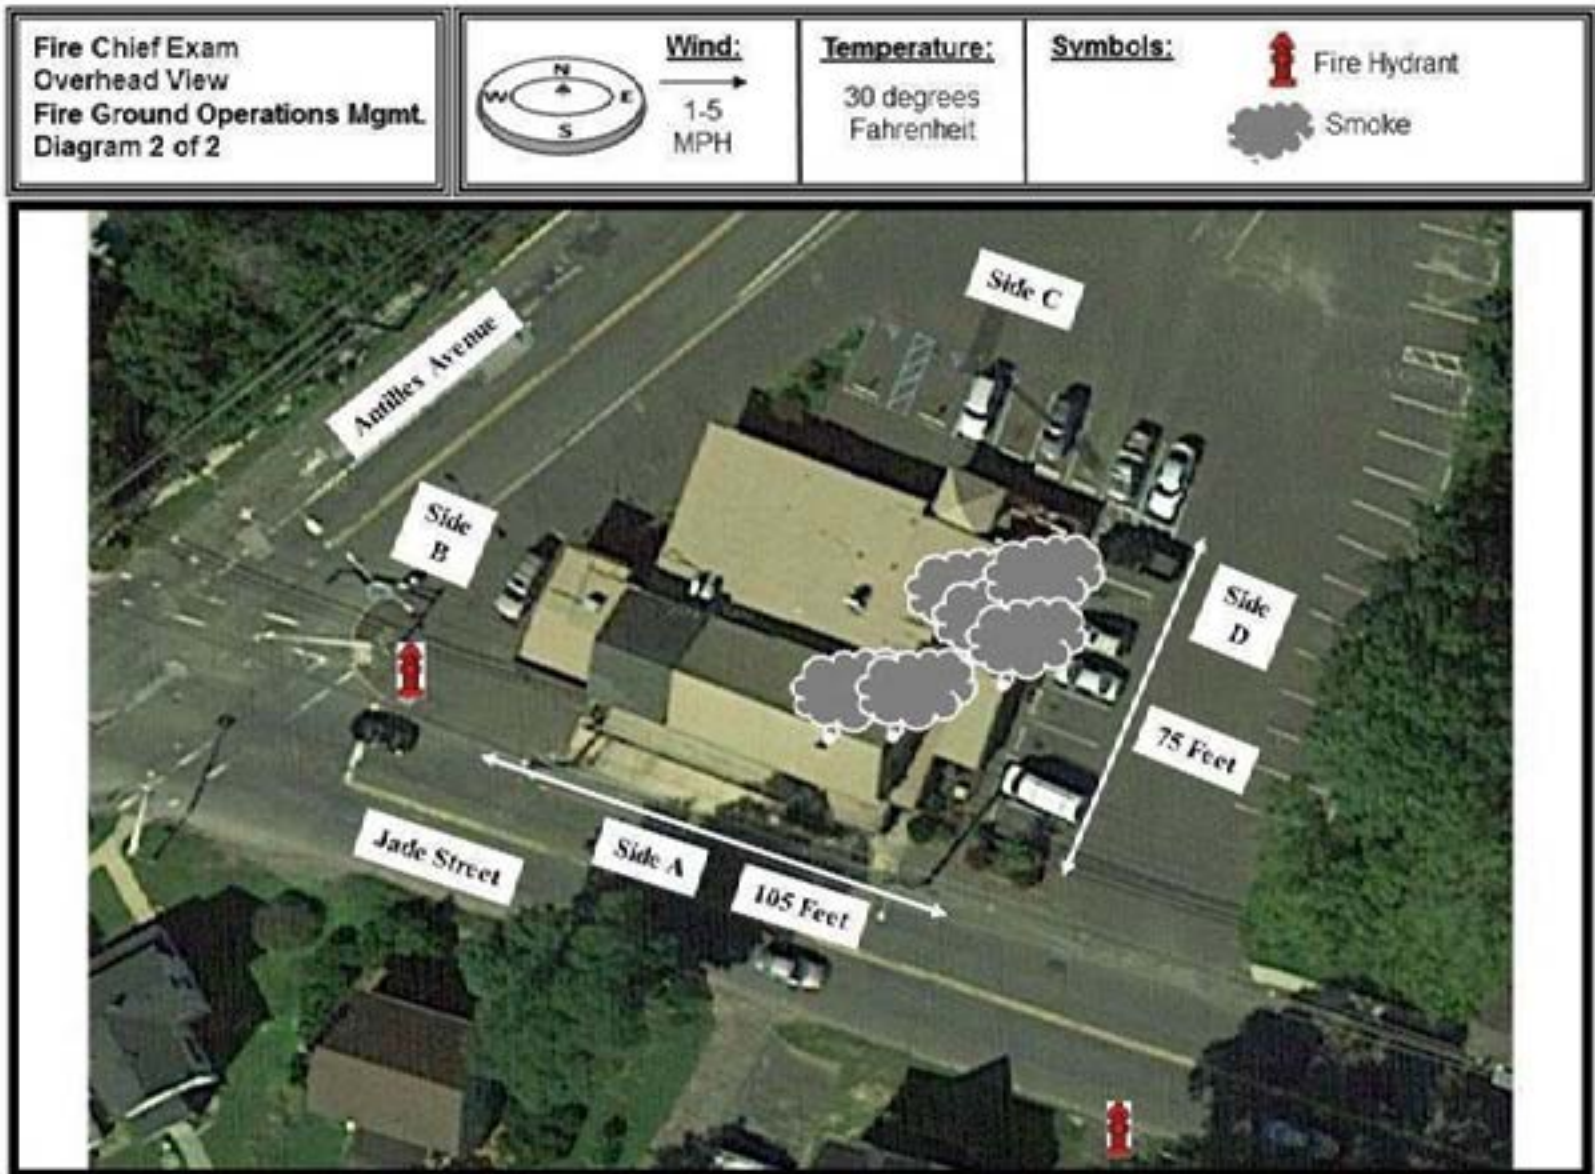 Fire Chief Exam
Overhead View
Fire Ground Operations Mgmt.
Diagram 2 of 2
N
W
E
S
Wind:
1-5
MPH
Temperature:
30 degrees
Fahrenheit
Symbols:
Fire Hydrant
Smoke
Side C
Antilles Avenue
Side
B
Side
D
75 Feet
Jade Street
Side A
105 Feet